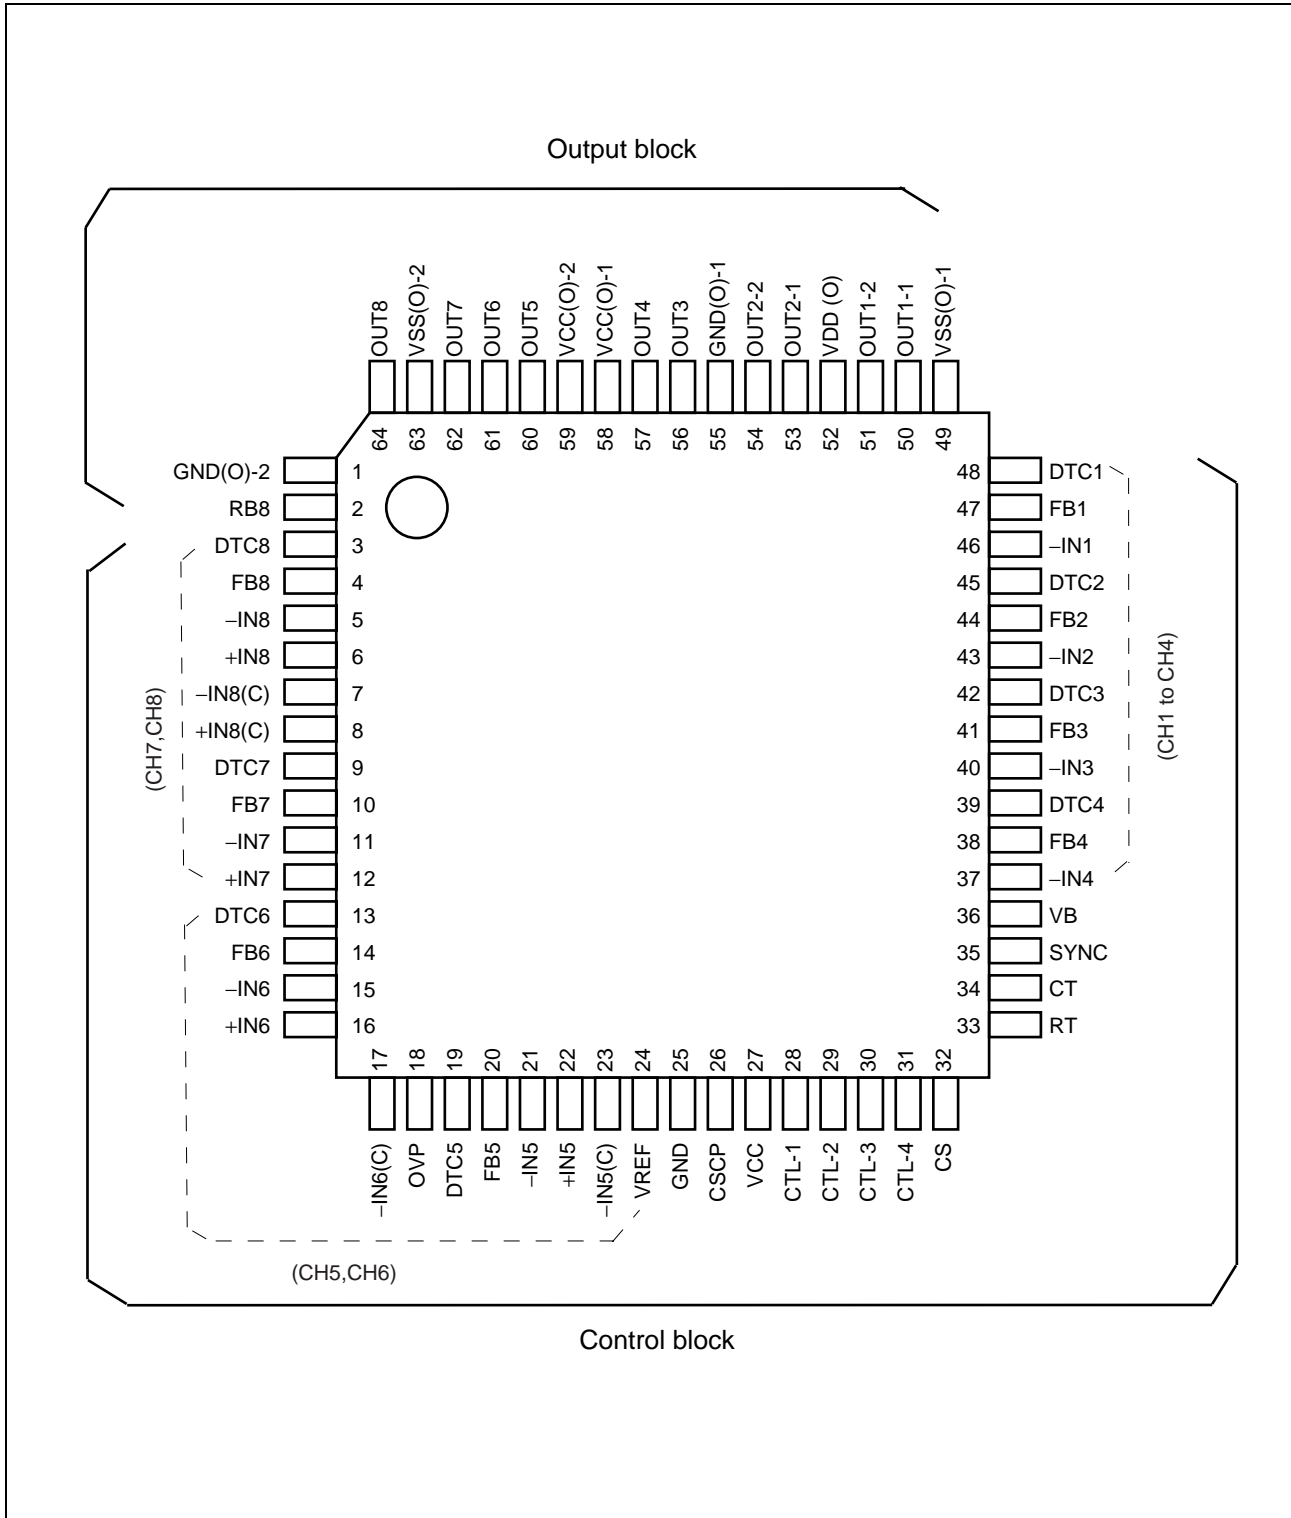 Output block
OUT8
VSS(O)-2
OUT7
OUT6
OUT5
VCC(O)-2
VCC(O)-1
OUT4
OUT3
GND(O)-1
OUT2-2
OUT2-1
VDD (O)
OUT1-2
OUT1-1
VSS(O)-1
64
63
62
61
60
59
58
57
56
55
54
53
52
51
50
49
GND(O)-2 1
RB8 2
DTC8 3
FB8 4
−IN8 5
+IN8 6
−IN8(C) 7
+IN8(C) 8
DTC7 9
FB7 10
−IN7 11
+IN7 12
DTC6 13
FB6 14
−IN6 15
+IN6 16
(CH7,CH8)
48 DTC1
47 FB1
46 −IN1
45 DTC2
44 FB2
43 −IN2
42 DTC3
41 FB3
40 −IN3
39 DTC4
38 FB4
37 −IN4
36 VB
35 SYNC
34 CT
33 RT
(CH1 to CH4)
17
18
19
20
21
22
23
24
25
26
27
28
29
30
31
32
−IN6(C)
OVP
DTC5
FB5
−IN5
+IN5
−IN5(C)
VREF
GND
CSCP
VCC
CTL-1
CTL-2
CTL-3
CTL-4
CS
(CH5,CH6)
Control block